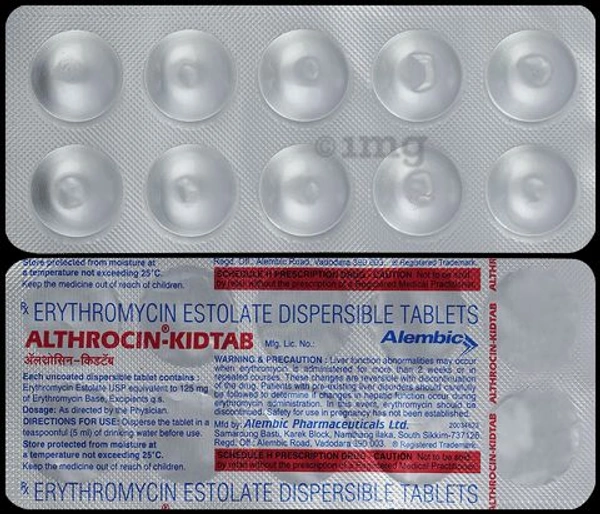 ©1mg
Store protected from moisture at
a temperature not exceeding 25°C.
Keep the medicine out of reach of children.
Regd. Off.: Alembic Road, Vadodara 390 003. ® Registered Trademark
SCHEDULE H PRESCRIPTION DRUG - CAUTION Not to be sold
by retail without the prescription of a Registered Medical Practitioner.
℞ ERYTHROMYCIN ESTOLATE DISPERSIBLE TABLETS
ALTHROCIN®-KIDTAB
Mfg. Lic. No.:
Alembic
ॲलथ्रोसिन-किडटॅब
Each uncoated dispersible tablet contains :
Erythromycin Estolate USP equivalent to 125 mg
of Erythromycin Base, Excipients q.s.
Dosage: As directed by the Physician.
DIRECTIONS FOR USE: Disperse the tablet in a
teaspoonful (5 ml) of drinking water before use.
Store protected from moisture at
a temperature not exceeding 25°C.
Keep the medicine out of reach of children.
WARNING & PRECAUTION : Liver function abnormalities may occur
when erythromycin is administered for more than 2 weeks or in
repeated courses. These changes are reversible with discontinuation
of the drug. Patients with pre-existing liver disorders should carefully
be followed to determine if changes in hepatic function occur during
erythromycin administration. In this event, erythromycin should be
discontinued. Safety for use in pregnancy has not been established.
Mfd by: Alembic Pharmaceuticals Ltd.
Samardung Busti, Karek Block, Namthang Ilaka, South Sikkim-737126.
Regd. Off.: Alembic Road, Vadodara 390 003. ® Registered Trademark
SCHEDULE H PRESCRIPTION DRUG - CAUTION Not to be sold
by retail without the prescription of a Registered Medical Practitioner.
℞ ERYTHROMYCIN ESTOLATE DISPERSIBLE TABLETS
ALTHROCIN-KIDTAB
ALTHROCIN-KIDTAB